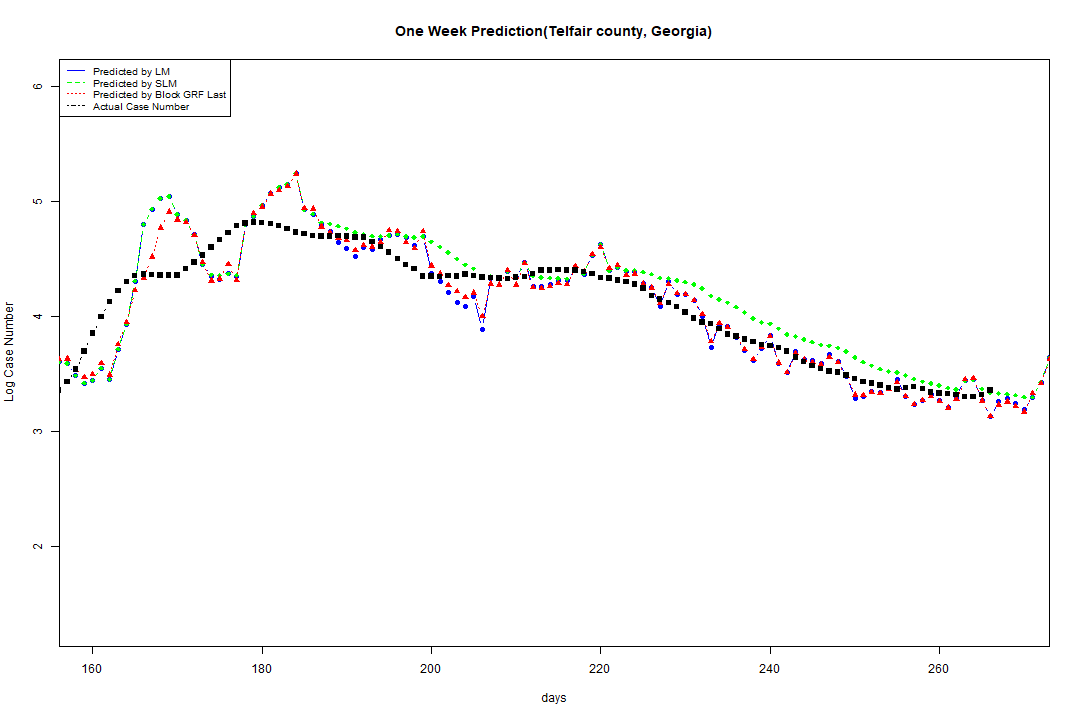 One Week Prediction(Telfair county, Georgia)
Predicted by LM
Predicted by SLM
Predicted by Block GRF Last
Actual Case Number
6
5
4
3
2
Log Case Number
160 180 200 220 240 260
days